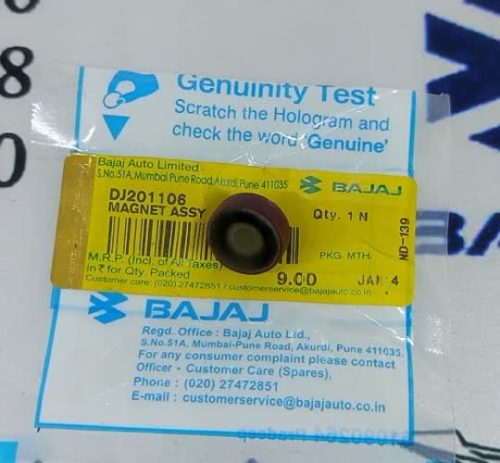 8
0
Genuinity Test
Scratch the Hologram and
check the word 'Genuine'
Bajaj Auto Limited
S.No.51A, Mumbai Pune Road, Akurdi, Pune 411035
BAJAJ
DJ201106
MAGNET ASSY
Qty. 1 N
ND-139
M.R.P. (Incl. of All Taxes)
In ₹ for Qty. Packed
9.00
PKG. MTH.
JAN 4
Customer care: (020) 27472851 / customerservice@bajajauto.co.in
BAJAJ
Regd. Office : Bajaj Auto Ltd.,
S.No.51A, Mumbai-Pune Road, Akurdi, Pune 411035.
For any consumer complaint please contact
Officer - Customer Care (Spares),
Phone : (020) 27472851
E-mail : customerservice@bajajauto.co.in